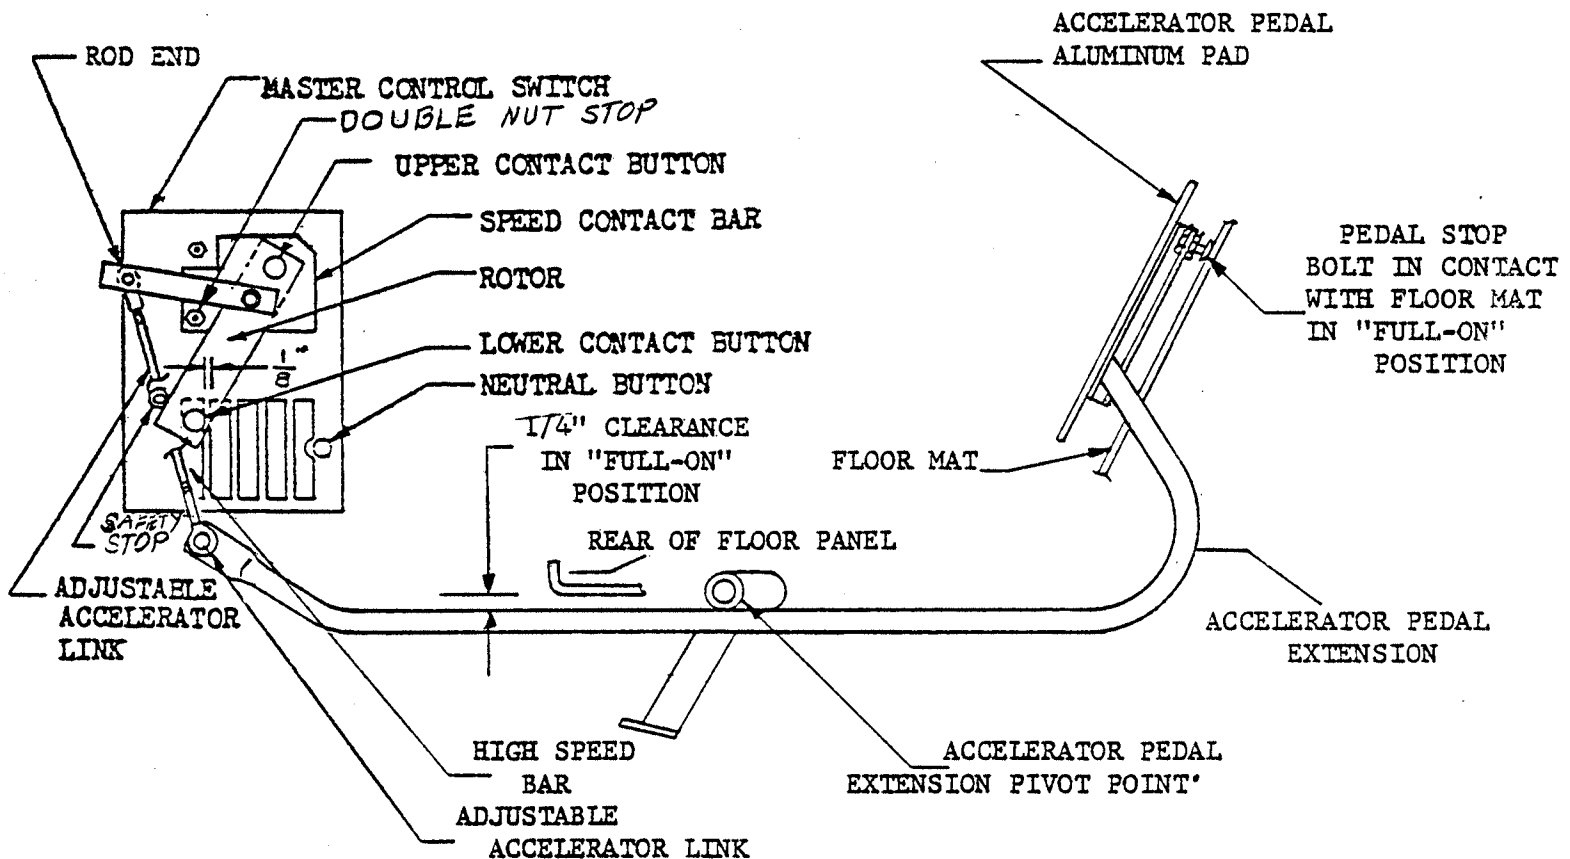 ACCELERATOR PEDAL
ALUMINUM PAD
ROD END
MASTER CONTROL SWITCH
DOUBLE NUT STOP
UPPER CONTACT BUTTON
SPEED CONTACT BAR
ROTOR
PEDAL STOP
BOLT IN CONTACT
WITH FLOOR MAT
IN "FULL-ON"
POSITION
LOWER CONTACT BUTTON
1/8"
NEUTRAL BUTTON
1/4" CLEARANCE
IN "FULL-ON"
POSITION
FLOOR MAT
SAFETY
STOP
REAR OF FLOOR PANEL
ADJUSTABLE
ACCELERATOR
LINK
ACCELERATOR PEDAL
EXTENSION
HIGH SPEED
BAR
ACCELERATOR PEDAL
EXTENSION PIVOT POINT
ADJUSTABLE
ACCELERATOR LINK